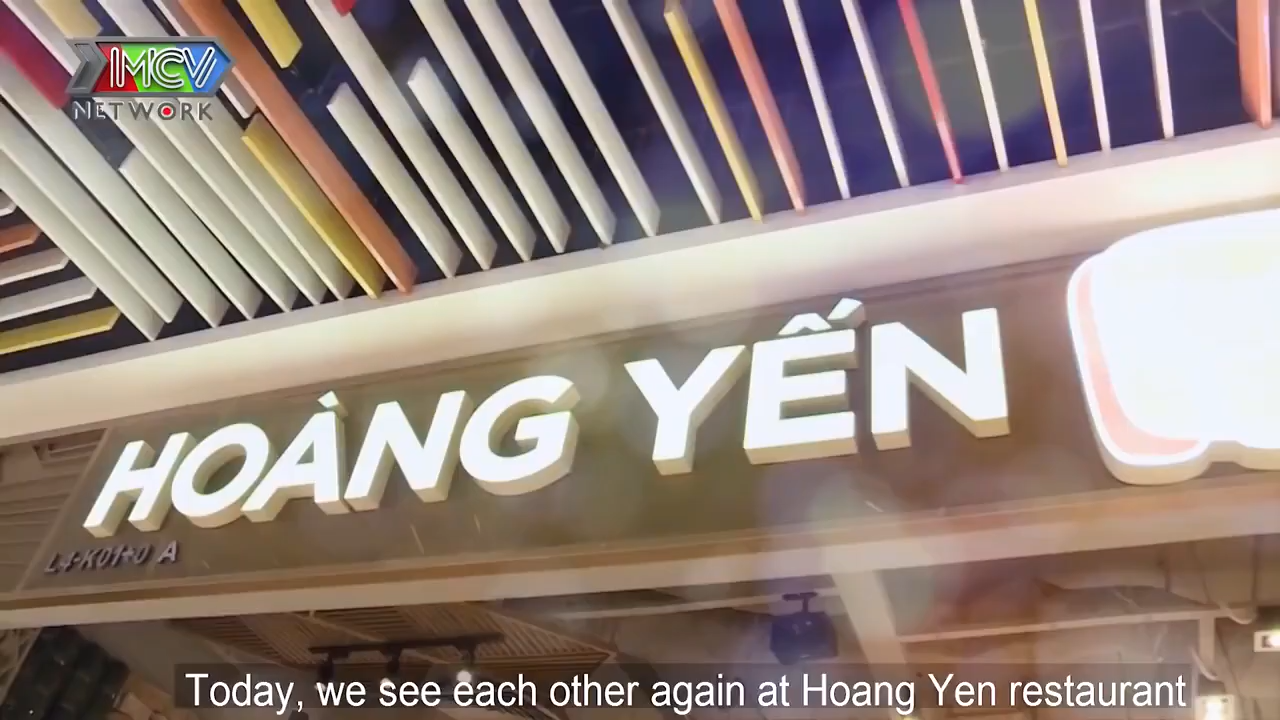 MCV
NETWORK
HOÀNG YẾN
Today, we see each other again at Hoang Yen restaurant